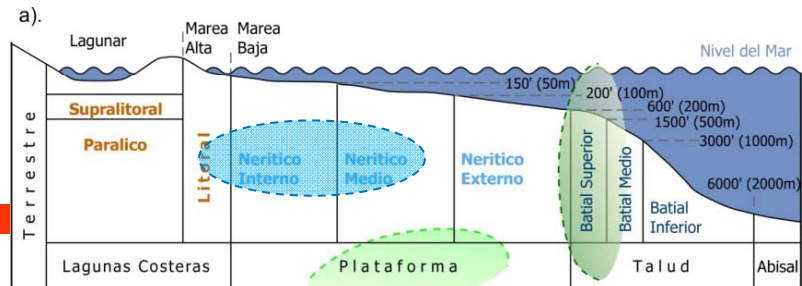 a).
Lagunar
Marea
Alta
Marea
Baja
Nivel del Mar
150' (50m)
200' (100m)
600' (200m)
1500' (500m)
3000' (1000m)
6000' (2000m)
Terrestre
Supralitoral
Paralico
Litoral
Neritico
Interno
Neritico
Medio
Neritico
Externo
Batial Superior
Batial Medio
Batial
Inferior
Lagunas Costeras
Plataforma
Talud
Abisal